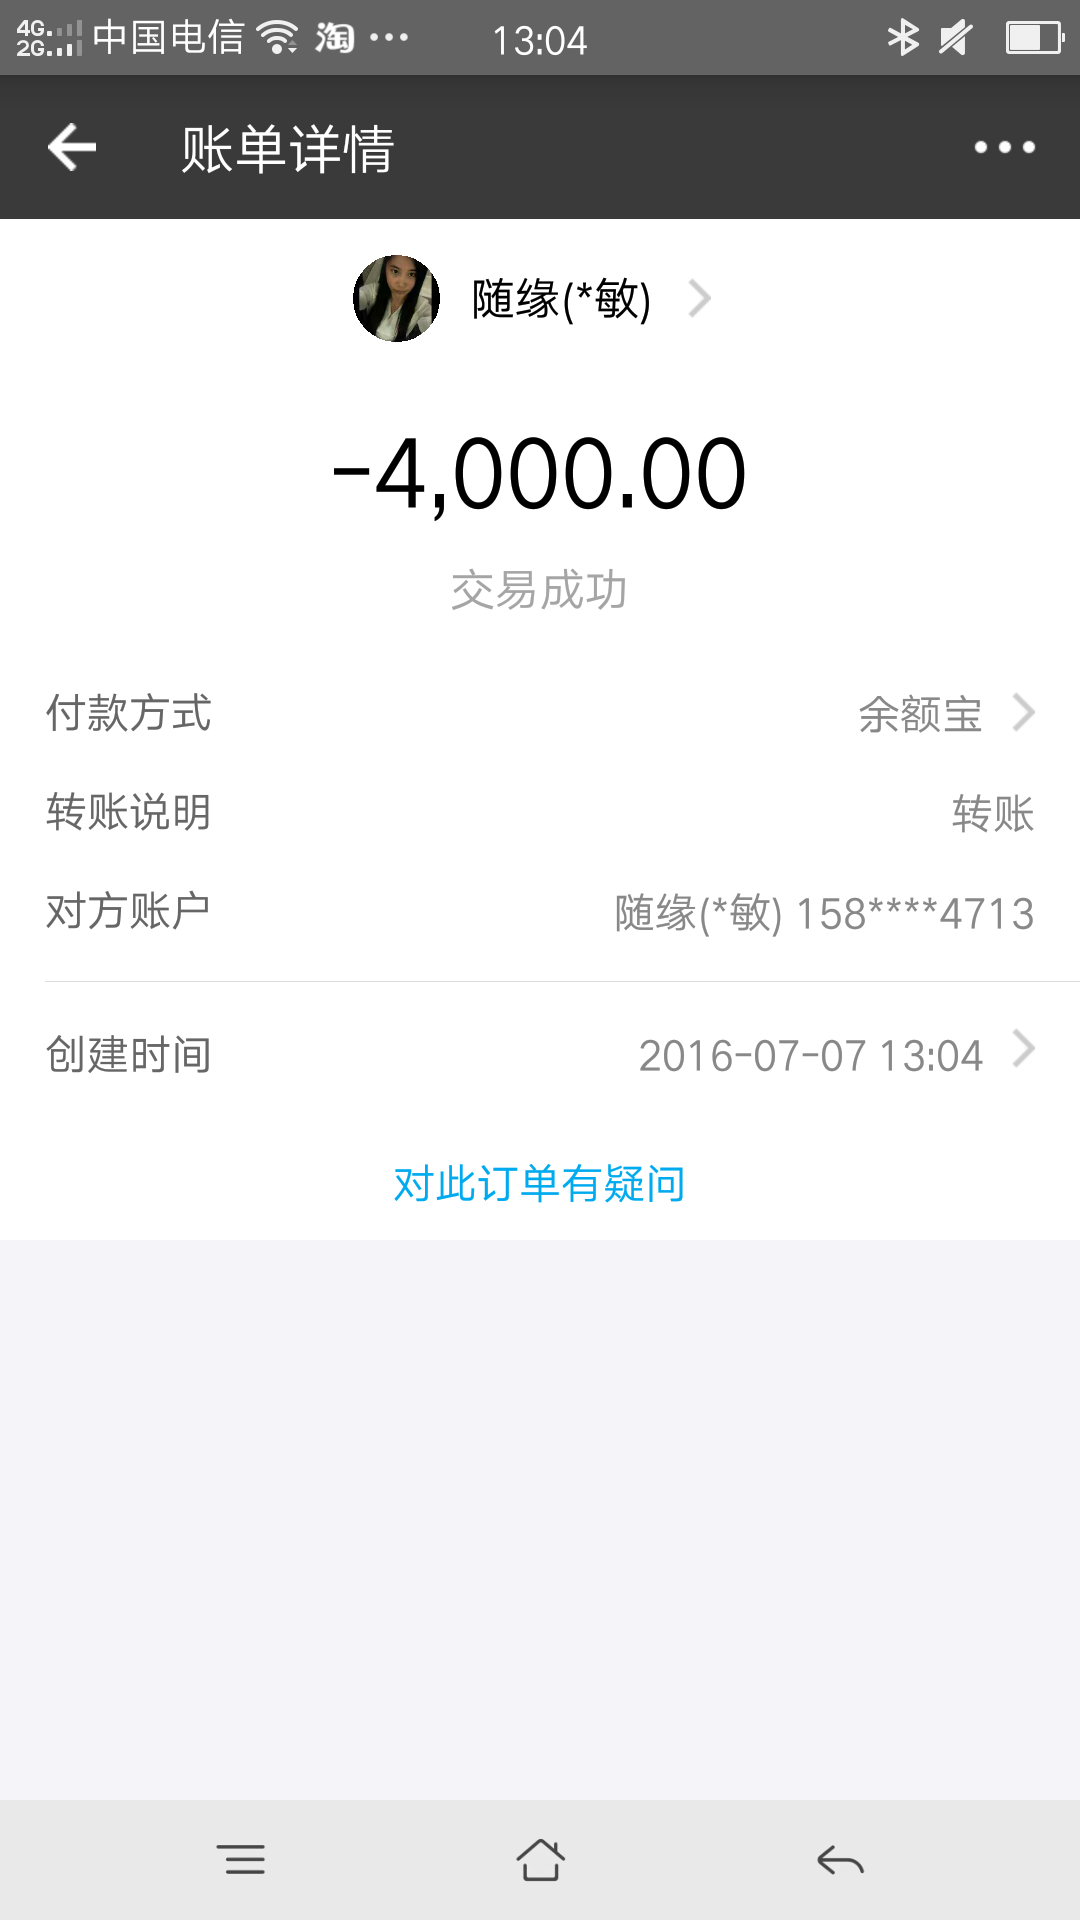 4G 2G 中国电信 淘 ··· 13:04
账单详情
随缘(*敏)
-4,000.00
交易成功
付款方式 余额宝
转账说明 转账
对方账户 随缘(*敏) 158****4713
创建时间 2016-07-07 13:04
对此订单有疑问